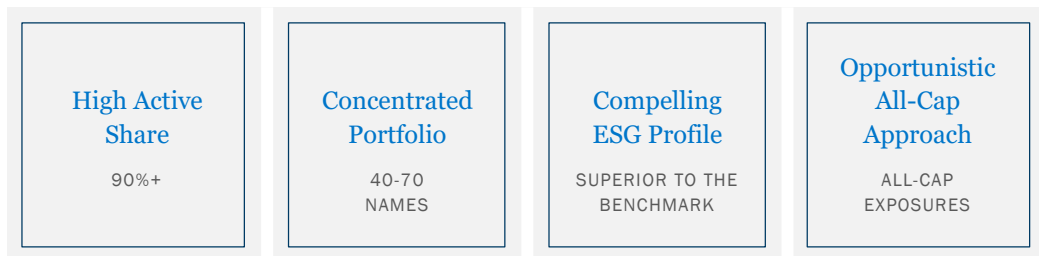 High Active
Share
90%+
Concentrated
Portfolio
40-70
NAMES
Compelling
ESG Profile
SUPERIOR TO THE
BENCHMARK
Opportunistic
All-Cap
Approach
ALL-CAP
EXPOSURES